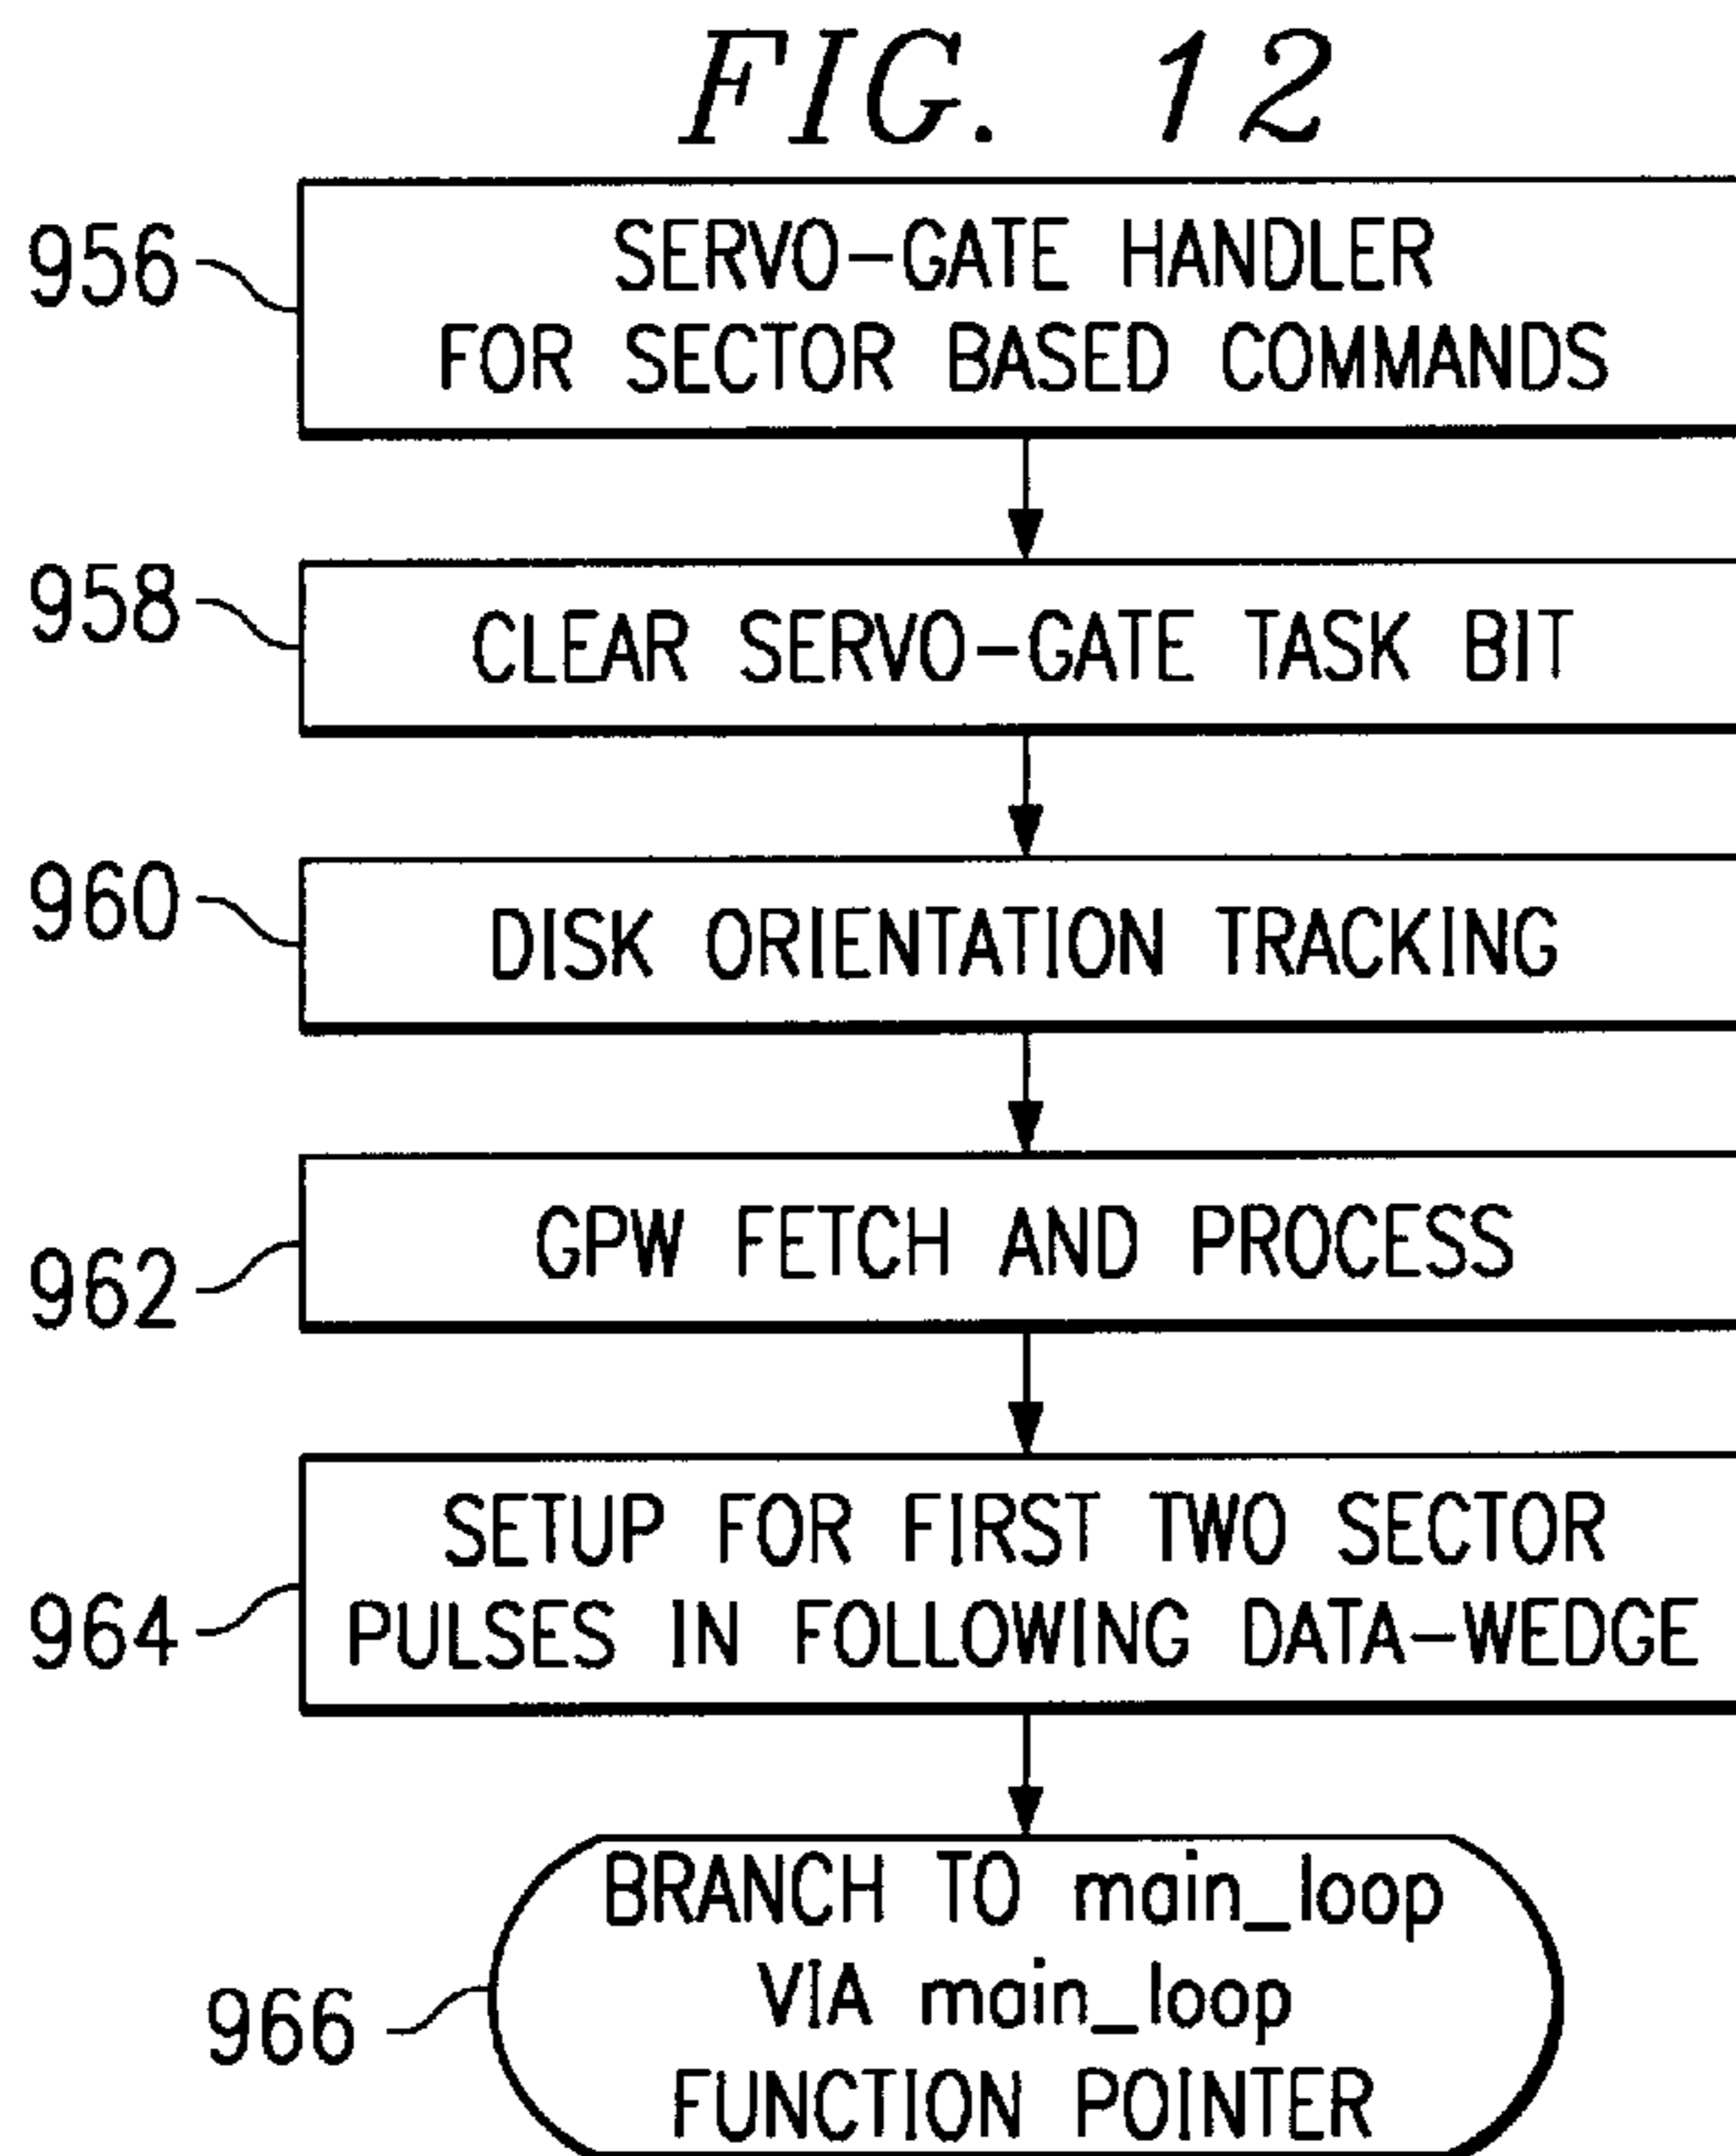 FIG. 12
956
SERVO-GATE HANDLER
FOR SECTOR BASED COMMANDS
958
CLEAR SERVO-GATE TASK BIT
960
DISK ORIENTATION TRACKING
962
GPW FETCH AND PROCESS
964
SETUP FOR FIRST TWO SECTOR
PULSES IN FOLLOWING DATA-WEDGE
966
BRANCH TO main_loop
VIA main_loop
FUNCTION POINTER